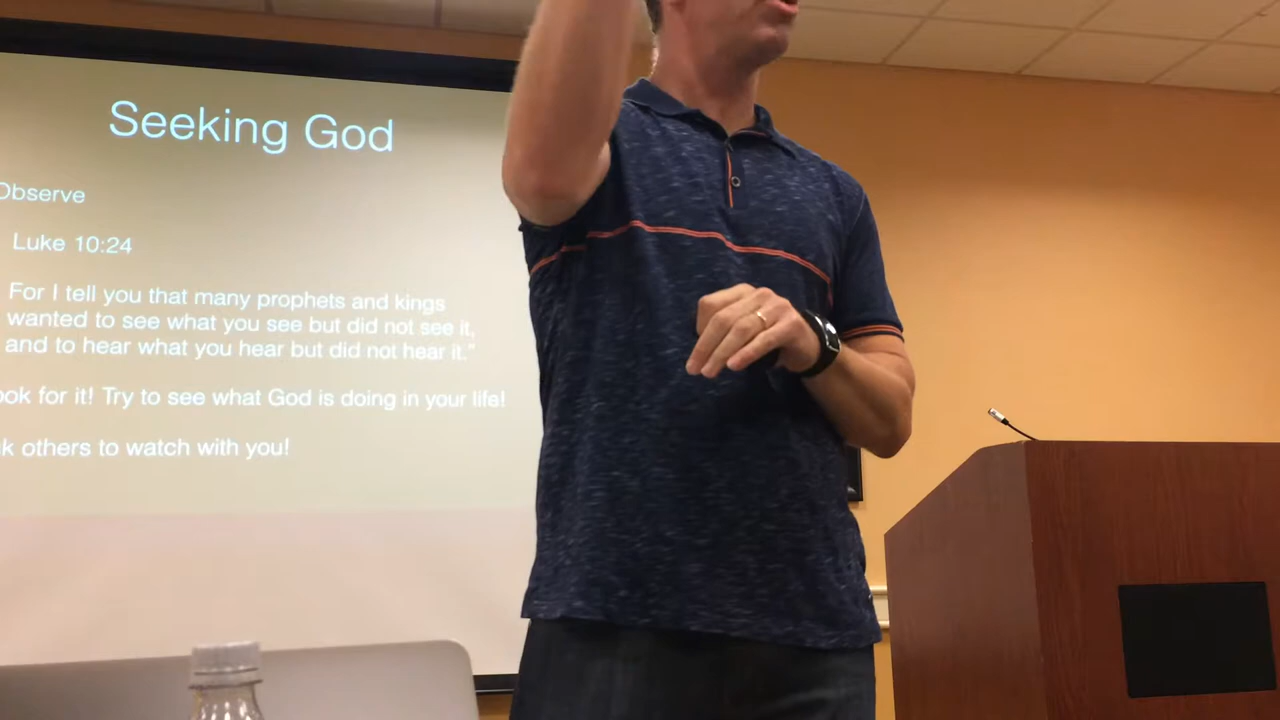 Seeking God
Observe
Luke 10:24
For I tell you that many prophets and kings
wanted to see what you see but did not see it,
and to hear what you hear but did not hear it."
ook for it! Try to see what God is doing in your life!
k others to watch with you!